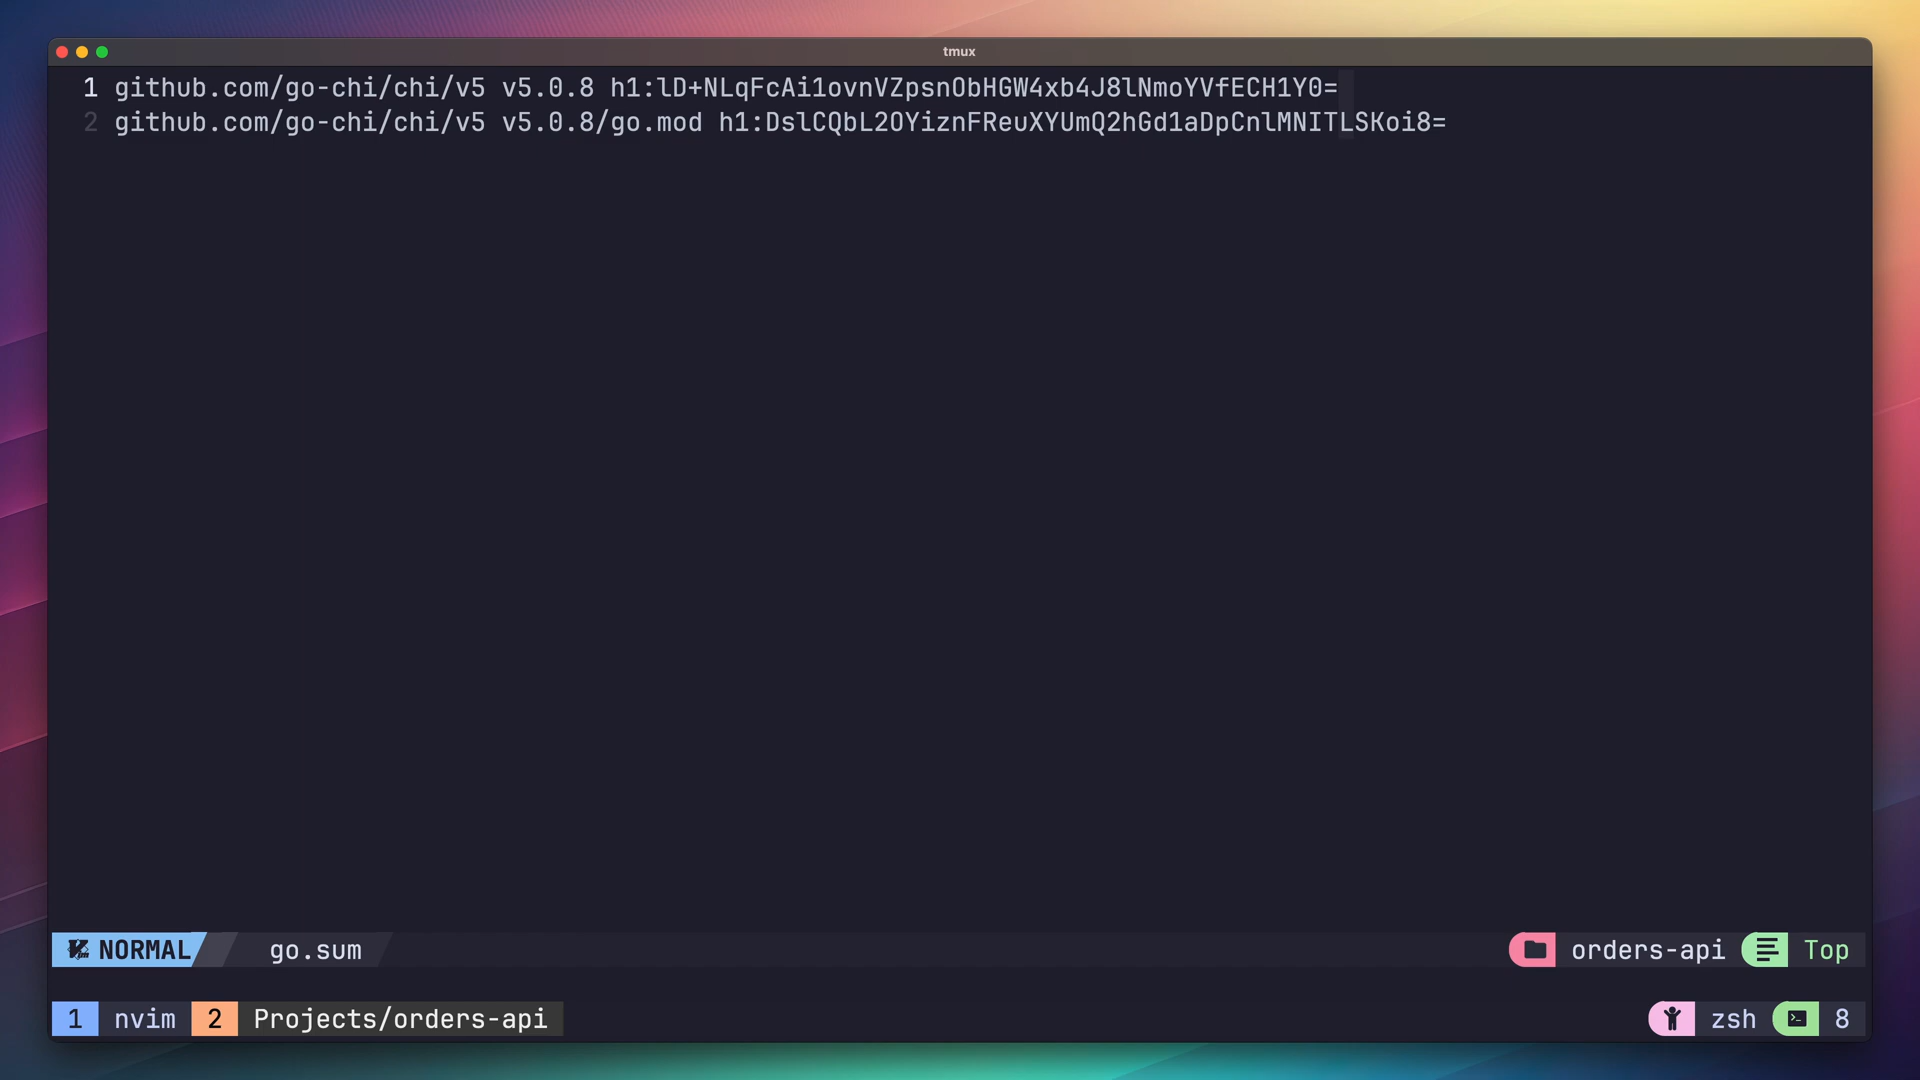 tmux
1 github.com/go-chi/chi/v5 v5.0.8 h1:lD+NLqFcAi1ovnVZpsnObHGW4xb4J8lNmoYVfECH1Y0=
2 github.com/go-chi/chi/v5 v5.0.8/go.mod h1:DslCQbL2OYiznFReuXYUmQ2hGd1aDpCnlMNITLSKoi8=
NORMAL go.sum orders-api Top
1 nvim 2 Projects/orders-api zsh 8